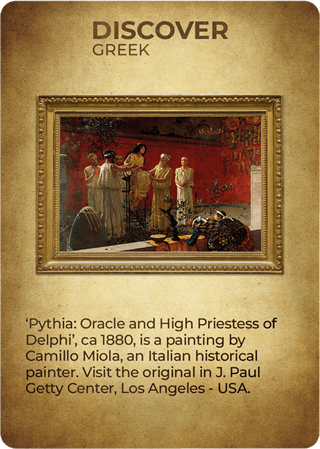 DISCOVER
GREEK
‘Pythia: Oracle and High Priestess of
Delphi’, ca 1880, is a painting by
Camillo Miola, an Italian historical
painter. Visit the original in J. Paul
Getty Center, Los Angeles - USA.